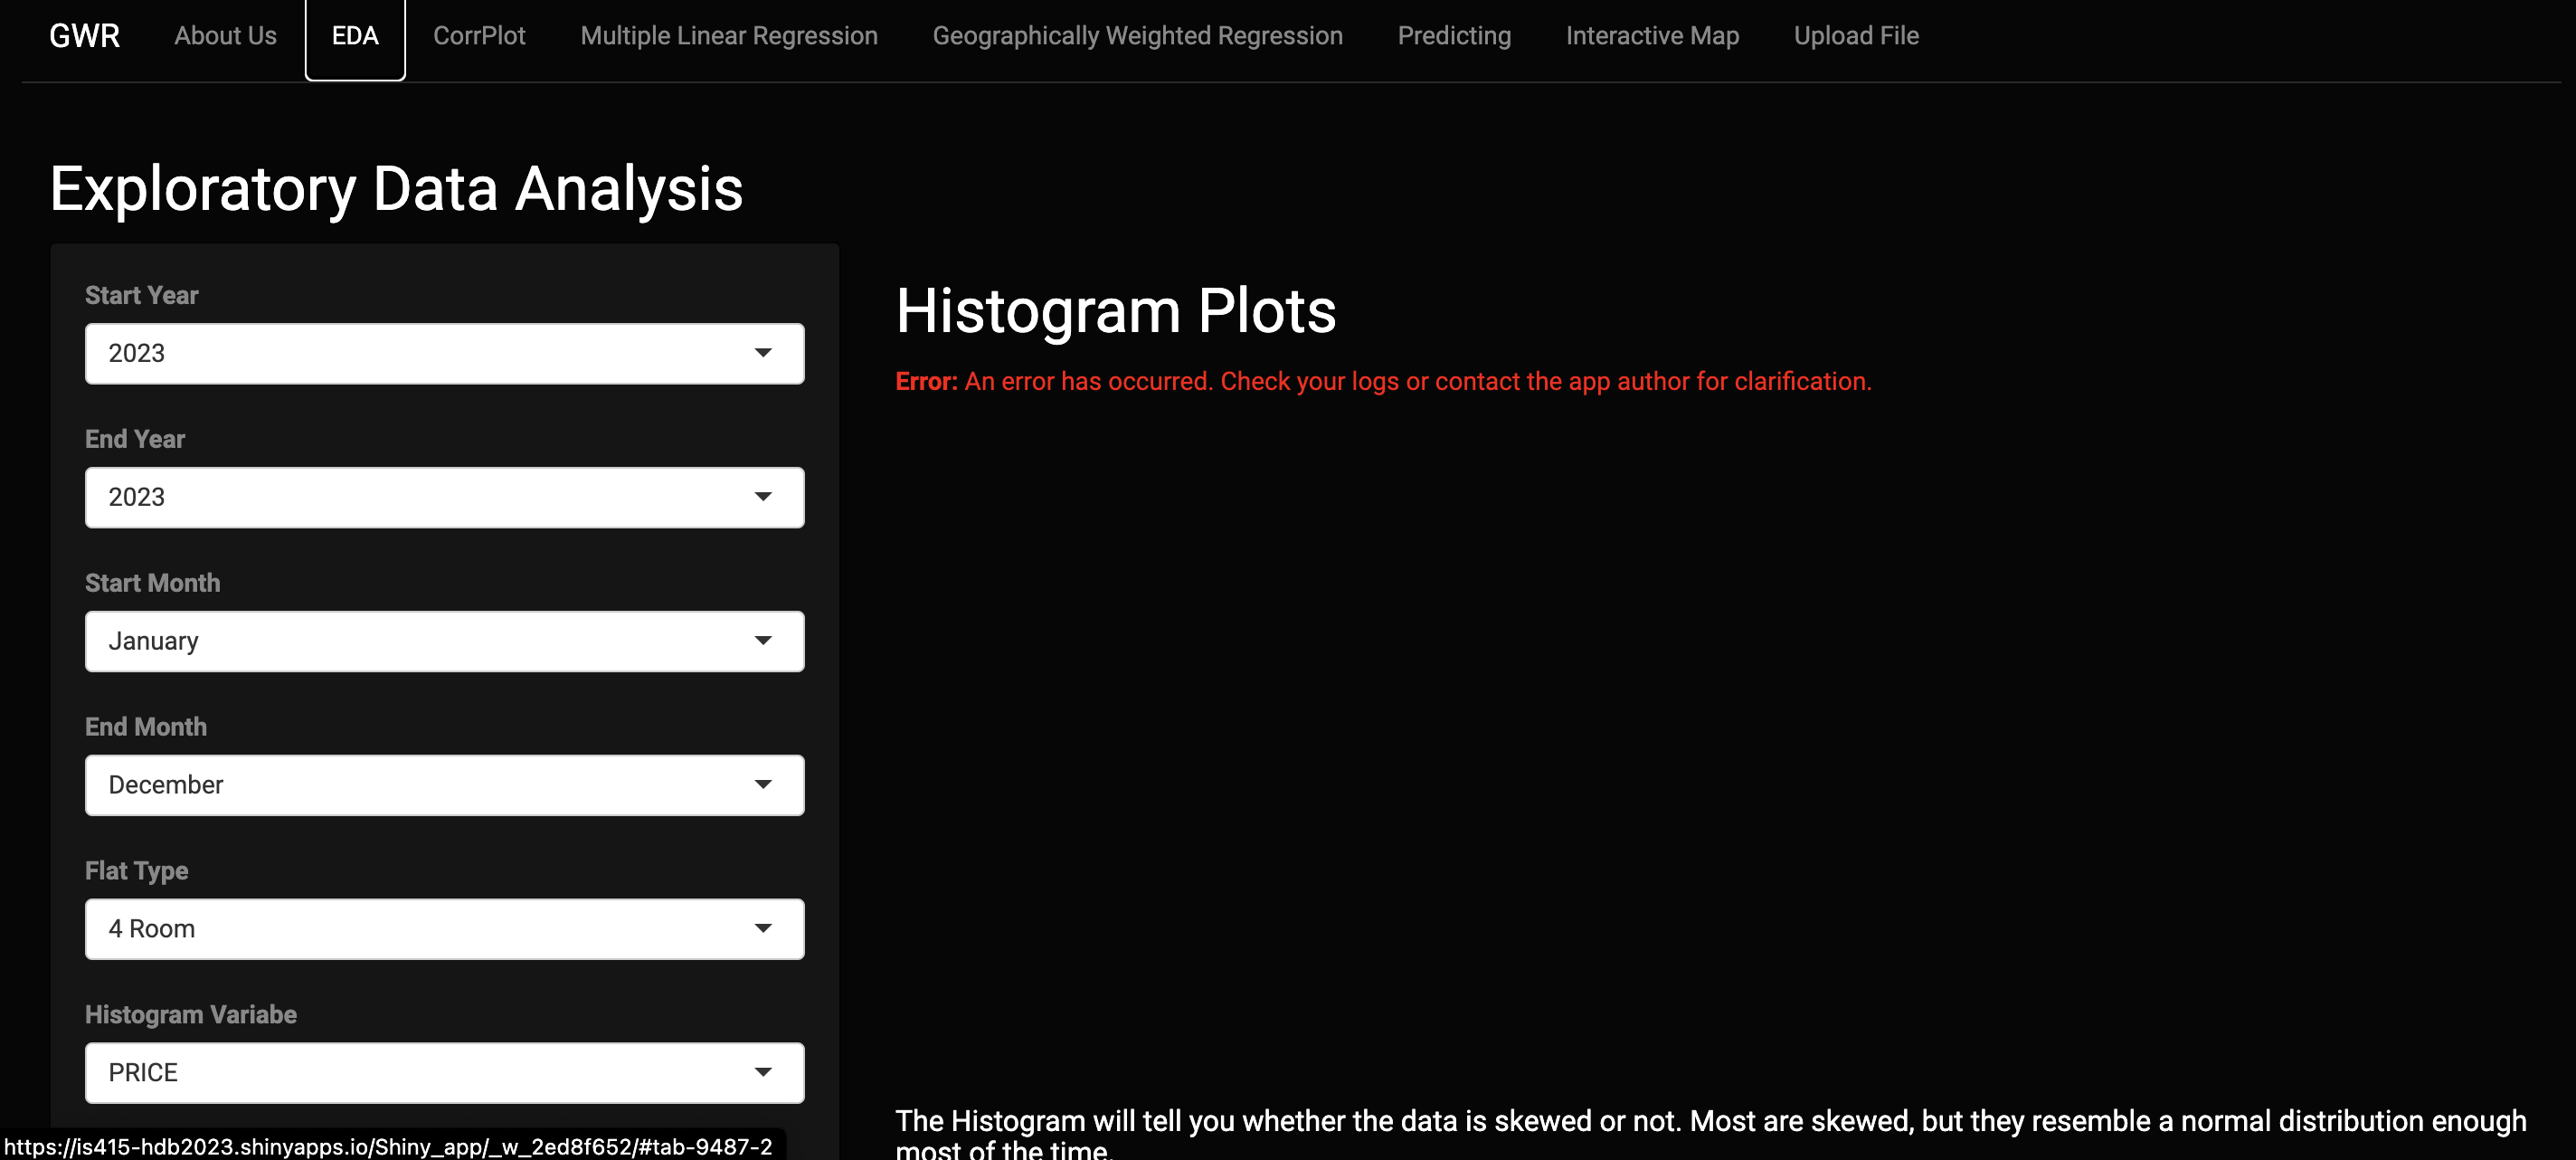 GWR About Us EDA CorrPlot Multiple Linear Regression Geographically Weighted Regression Predicting Interactive Map Upload File
Exploratory Data Analysis
Start Year
2023
End Year
2023
Start Month
January
End Month
December
Flat Type
4 Room
Histogram Variabe
PRICE
Histogram Plots
Error: An error has occurred. Check your logs or contact the app author for clarification.
The Histogram will tell you whether the data is skewed or not. Most are skewed, but they resemble a normal distribution enough
most of the time.
https://is415-hdb2023.shinyapps.io/Shiny_app/_w_2ed8f652/#tab-9487-2